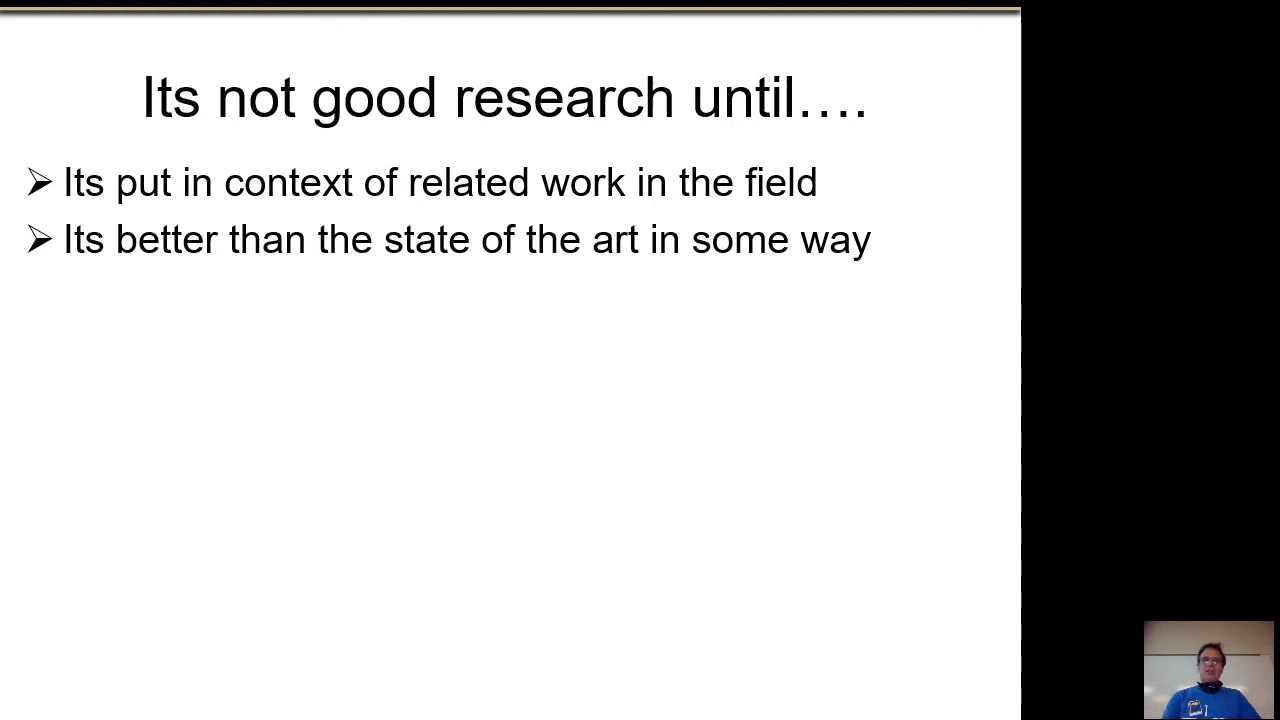 Its not good research until….
Its put in context of related work in the field
Its better than the state of the art in some way